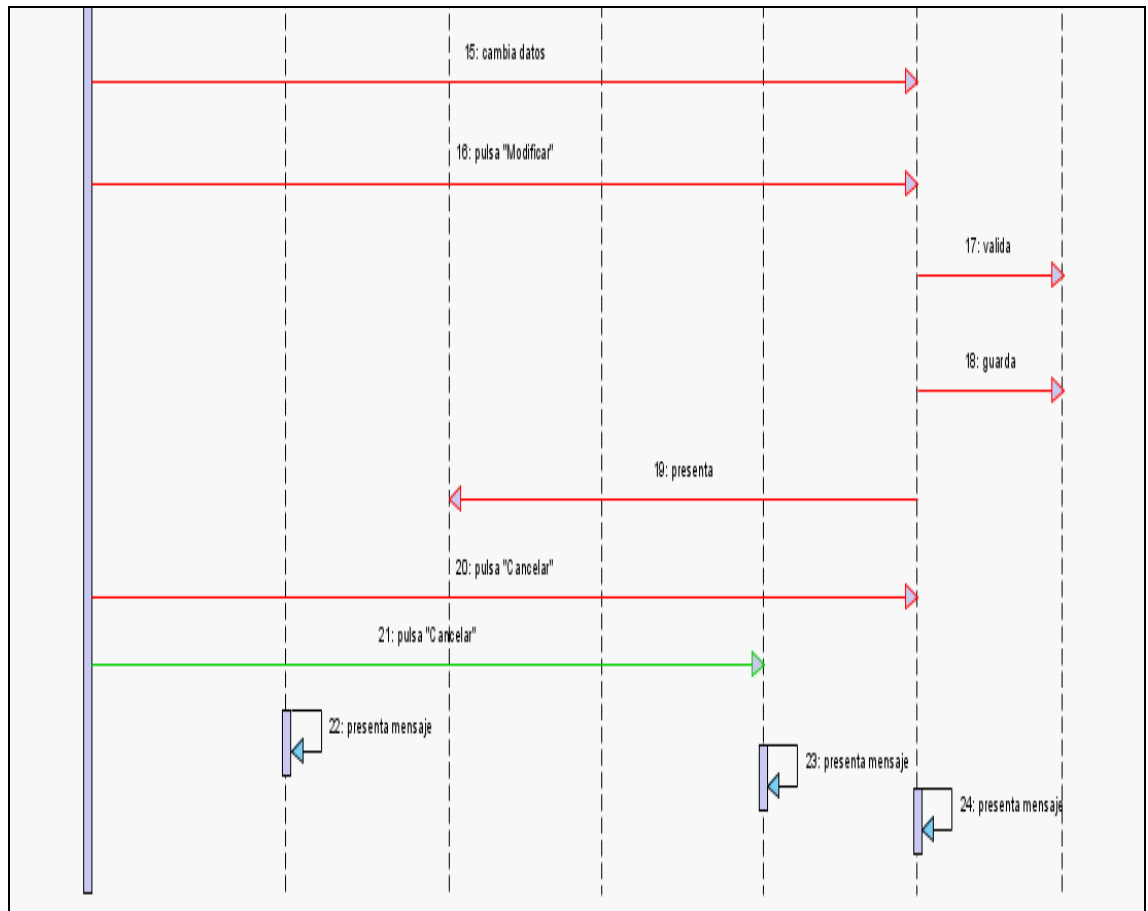 15: cambia datos
16: pulsa "Modificar"
17: valida
18: guarda
19: presenta
20: pulsa "Cancelar"
21: pulsa "Cancelar"
22: presenta mensaje
23: presenta mensaje
24: presenta mensaje